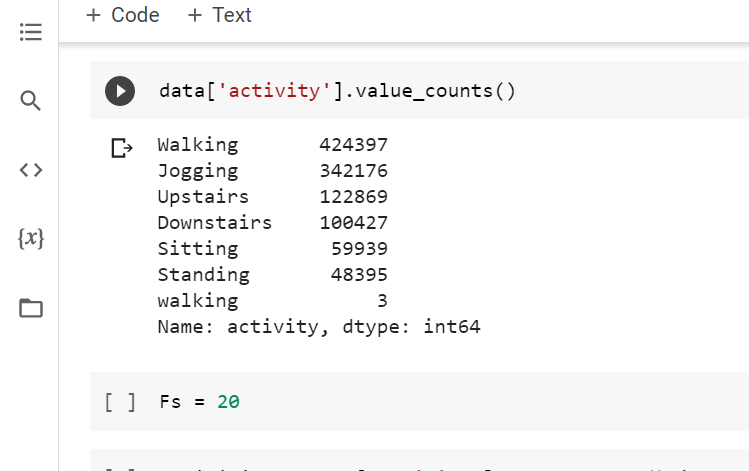 + Code + Text
data['activity'].value_counts()
Walking 424397
Jogging 342176
Upstairs 122869
Downstairs 100427
Sitting 59939
Standing 48395
walking 3
Name: activity, dtype: int64
{x}
[ ] Fs = 20